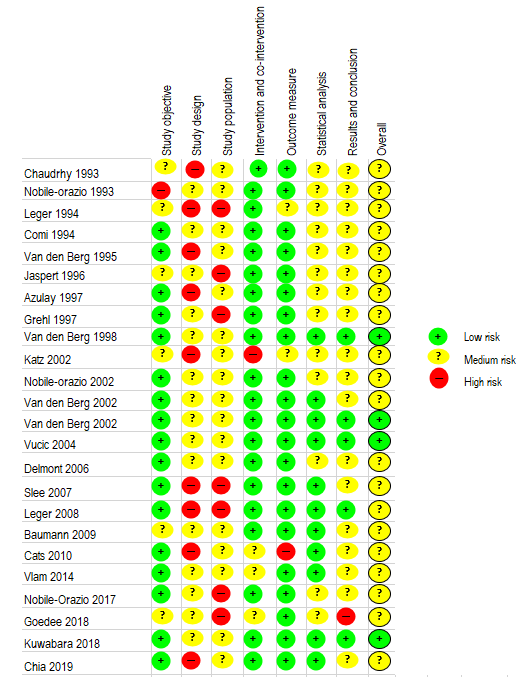 Study objective
Study design
Study population
Intervention and co-intervention
Outcome measure
Statistical analysis
Results and conclusion
Overall
Chaudrhy 1993 ? — ? + + ? ? ?
Nobile-orazio 1993 — ? ? + + ? ? ?
Leger 1994 ? — — + ? ? ? ?
Comi 1994 + ? ? + + ? ? ?
Van den Berg 1995 + — ? + + ? ? ?
Jaspert 1996 ? ? — + + ? ? ?
Azulay 1997 + — ? + + ? ? ?
Grehl 1997 + ? — + + ? ? ?
Van den Berg 1998 + ? ? + + + + +
Katz 2002 ? — ? — ? ? ? ?
Nobile-orazio 2002 + ? ? + + ? ? ?
Van den Berg 2002 + ? ? + + + ? ?
Van den Berg 2002 + ? ? + + + + +
Vucic 2004 + ? ? + + + + +
Delmont 2006 + ? ? + + ? ? ?
Slee 2007 + — — + + + ? ?
Leger 2008 + — — + + + + ?
Baumann 2009 ? ? ? + + + ? ?
Cats 2010 + — ? ? — + ? ?
Vlam 2014 + ? ? ? + + ? ?
Nobile-Orazio 2017 + ? — + + ? ? ?
Goedee 2018 ? ? — ? + ? — ?
Kuwabara 2018 + ? ? + + + + +
Chia 2019 + — ? + + + ? ?
+ Low risk
? Medium risk
— High risk